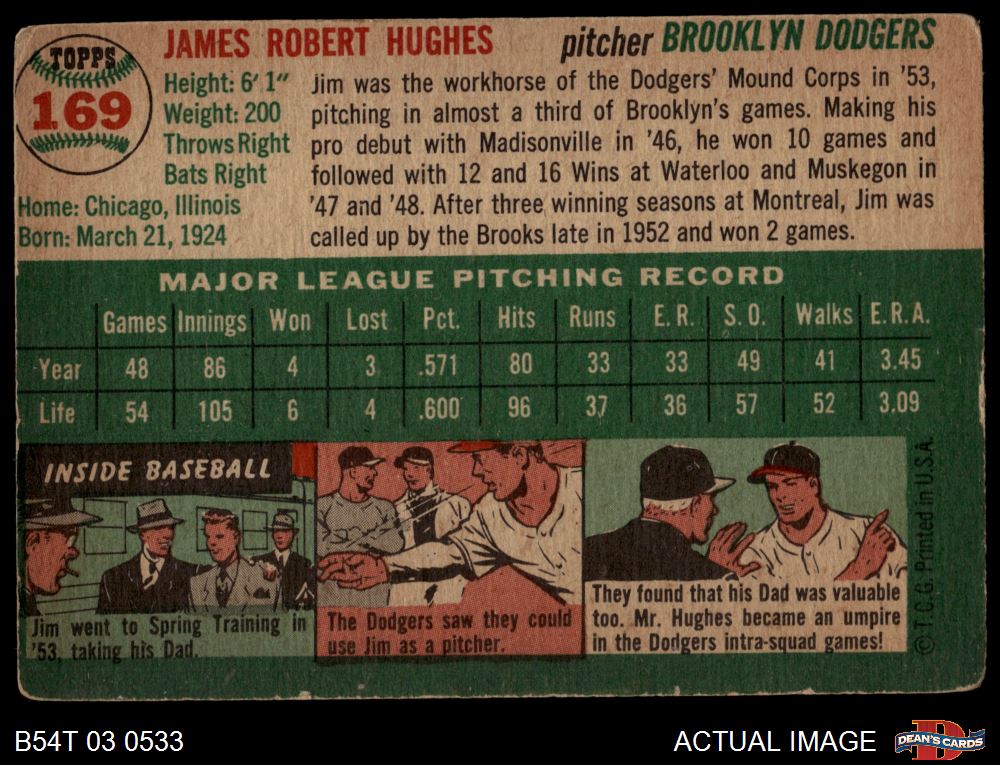 TOPPS
169
JAMES ROBERT HUGHES
pitcher BROOKLYN DODGERS
Height: 6' 1"
Weight: 200
Throws Right
Bats Right
Home: Chicago, Illinois
Born: March 21, 1924
Jim was the workhorse of the Dodgers' Mound Corps in '53,
pitching in almost a third of Brooklyn's games. Making his
pro debut with Madisonville in '46, he won 10 games and
followed with 12 and 16 Wins at Waterloo and Muskegon in
'47 and '48. After three winning seasons at Montreal, Jim was
called up by the Brooks late in 1952 and won 2 games.
MAJOR LEAGUE PITCHING RECORD
Games Innings Won Lost Pct. Hits Runs E. R. S. O. Walks E. R. A.
Year 48 86 4 3 .571 80 33 33 49 41 3.45
Life 54 105 6 4 .600 96 37 36 57 52 3.09
INSIDE BASEBALL
Jim went to Spring Training in
'53, taking his Dad.
The Dodgers saw they could
use Jim as a pitcher.
They found that his Dad was valuable
too. Mr. Hughes became an umpire
in the Dodgers intra-squad games!
© T.C.G. Printed in U.S.A.
B54T 03 0533
ACTUAL IMAGE
DEAN'S CARDS